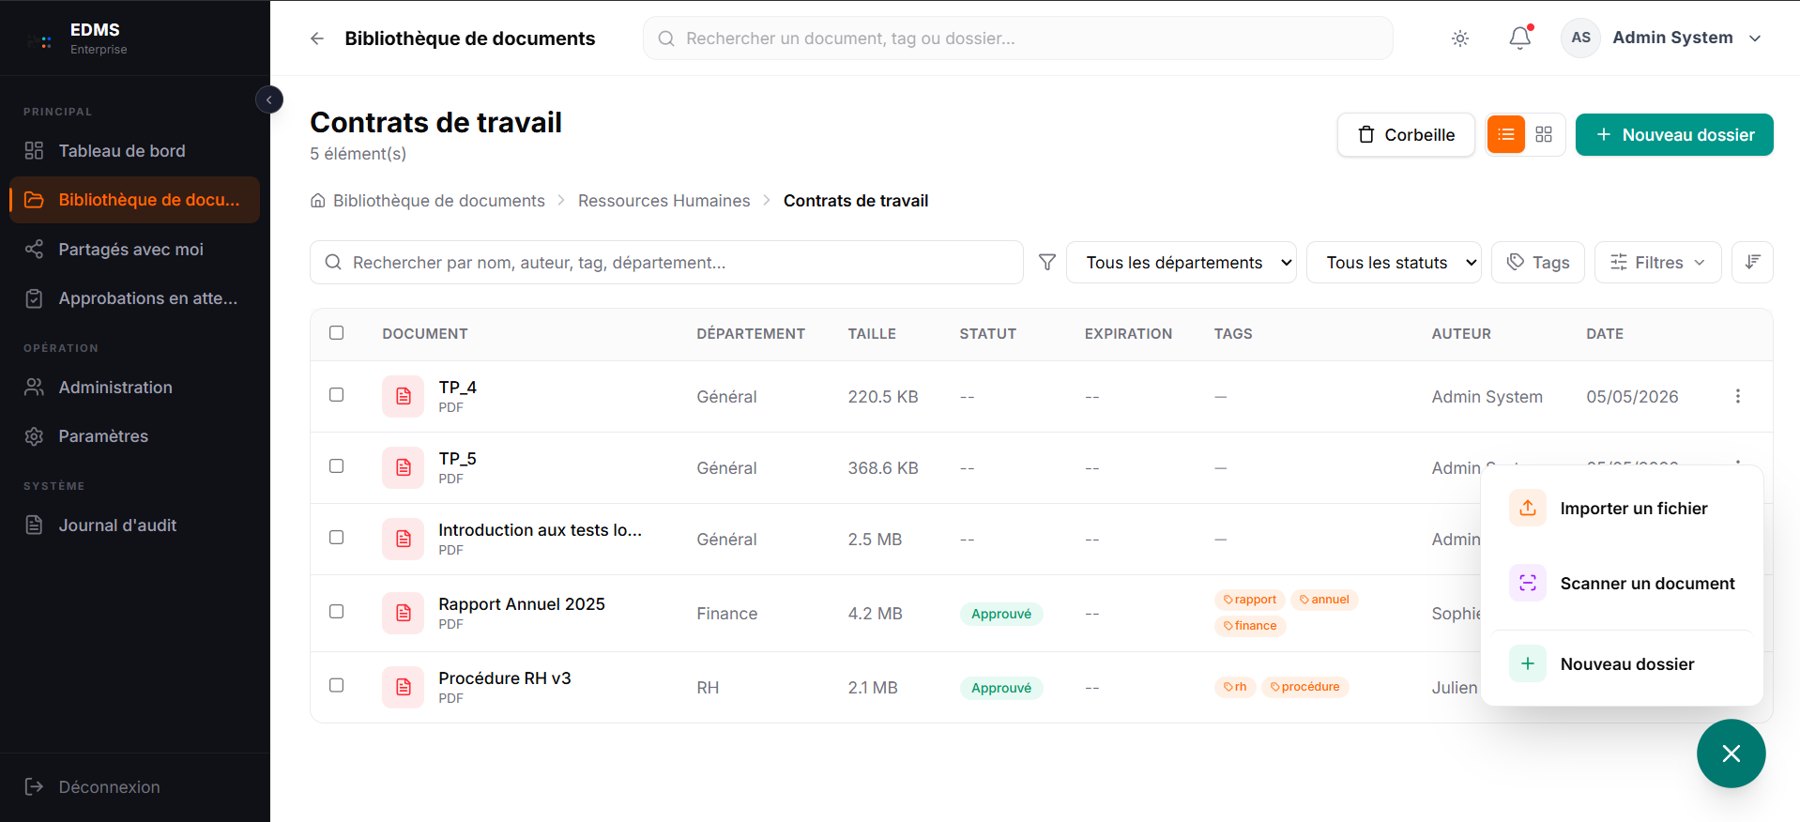 EDMS
Enterprise
Bibliothèque de documents
Rechercher un document, tag ou dossier...
AS
Admin System
PRINCIPAL
Tableau de bord
Bibliothèque de docu...
Partagés avec moi
Approbations en atte...
OPÉRATION
Administration
Paramètres
SYSTÈME
Journal d'audit
Déconnexion
Contrats de travail
5 élément(s)
Corbeille
Nouveau dossier
Bibliothèque de documents > Ressources Humaines > Contrats de travail
Rechercher par nom, auteur, tag, département...
Tous les départements
Tous les statuts
Tags
Filtres
DOCUMENT DÉPARTEMENT TAILLE STATUT EXPIRATION TAGS AUTEUR DATE
TP_4 Général 220.5 KB -- -- — Admin System 05/05/2026
PDF
TP_5 Général 368.6 KB -- -- — Admin
PDF
Introduction aux tests lo... Général 2.5 MB -- -- — Admin
PDF
Rapport Annuel 2025 Finance 4.2 MB Approuvé -- rapport annuel finance Sophie
PDF
Procédure RH v3 RH 2.1 MB Approuvé -- rh procédure Julien
PDF
Importer un fichier
Scanner un document
Nouveau dossier